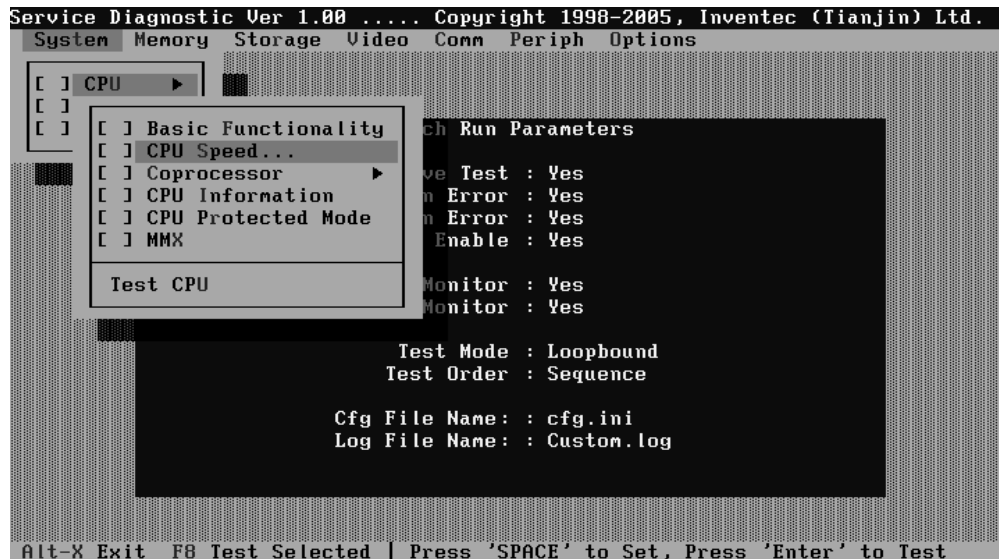 Service Diagnostic Ver 1.00 ..... Copyright 1998-2005, Inventec (Tianjin) Ltd.
System Memory Storage Video Comm Periph Options
[ ] CPU ►
[ ]
[ ]
[ ] Basic Functionality
[ ] CPU Speed...
[ ] Coprocessor ►
[ ] CPU Information
[ ] CPU Protected Mode
[ ] MMX
Test CPU
ch Run Parameters
ve Test : Yes
n Error : Yes
n Error : Yes
Enable : Yes
Monitor : Yes
Monitor : Yes
Test Mode : Loopbound
Test Order : Sequence
Cfg File Name: : cfg.ini
Log File Name: : Custom.log
Alt-X Exit F8 Test Selected | Press 'SPACE' to Set, Press 'Enter' to Test